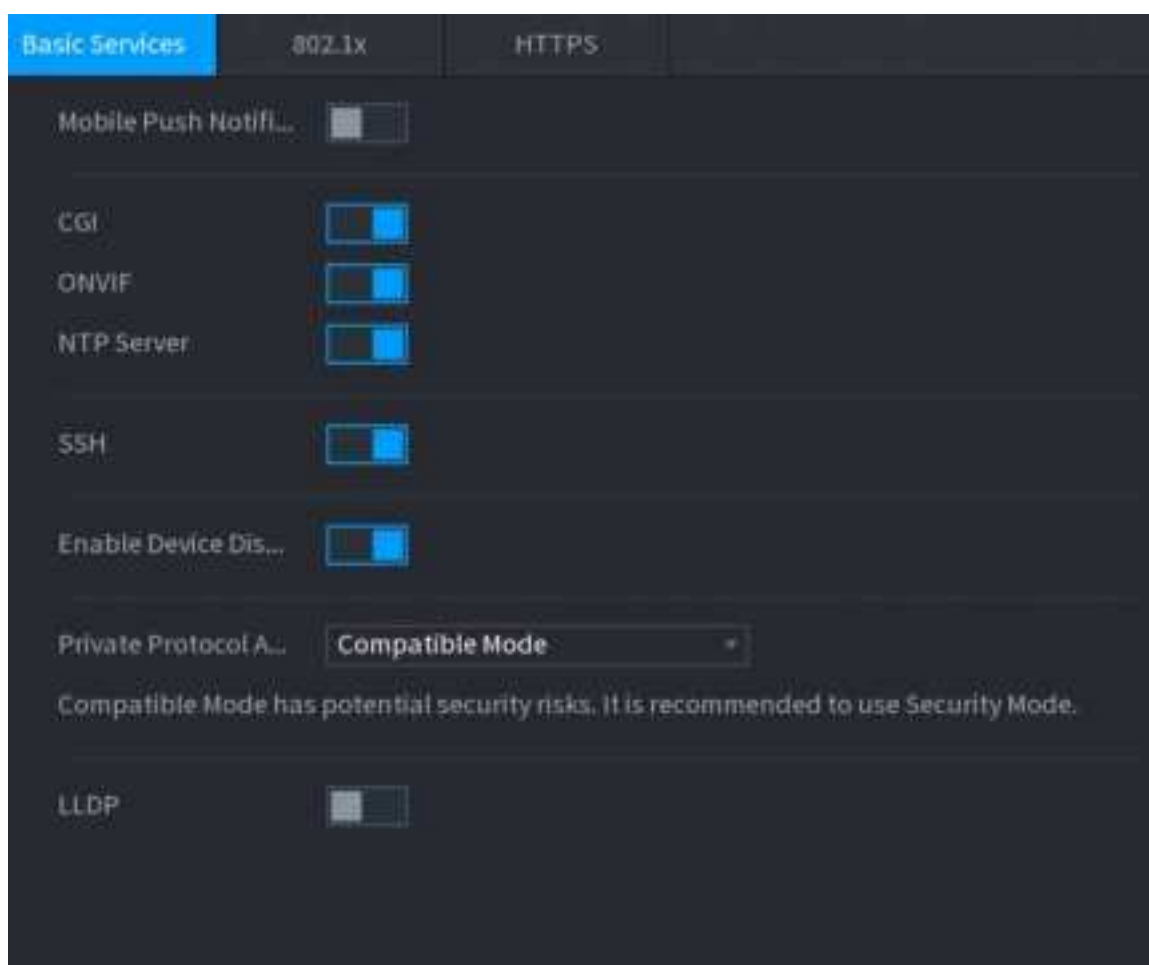 Basic Services 802.1x HTTPS
Mobile Push Notifi...
CGI
ONVIF
NTP Server
SSH
Enable Device Dis...
Private Protocol A... Compatible Mode
Compatible Mode has potential security risks. It is recommended to use Security Mode.
LLDP